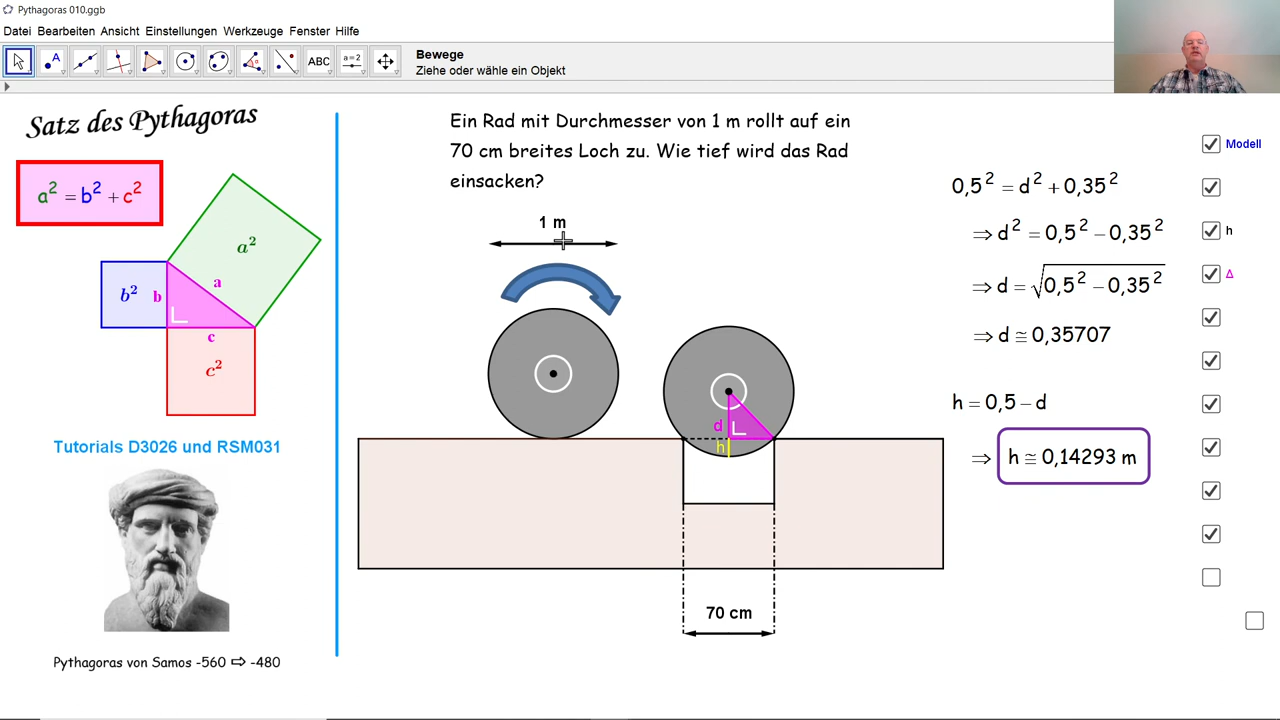 Pythagoras 010.ggb
Datei Bearbeiten Ansicht Einstellungen Werkzeuge Fenster Hilfe
A
ABC
a=2
Bewege
Ziehe oder wähle ein Objekt
Satz des Pythagoras
a² = b² + c²
a²
b²
b
a
c
c²
Tutorials D3026 und RSM031
Pythagoras von Samos -560 ⇨ -480
Ein Rad mit Durchmesser von 1 m rollt auf ein
70 cm breites Loch zu. Wie tief wird das Rad
einsacken?
1 m
d
h
70 cm
0,5² = d² + 0,35²
⇒ d² = 0,5² − 0,35²
⇒ d = √(0,5² − 0,35²)
⇒ d ≅ 0,35707
h = 0,5 − d
⇒ h ≅ 0,14293 m
Modell
h
Δ